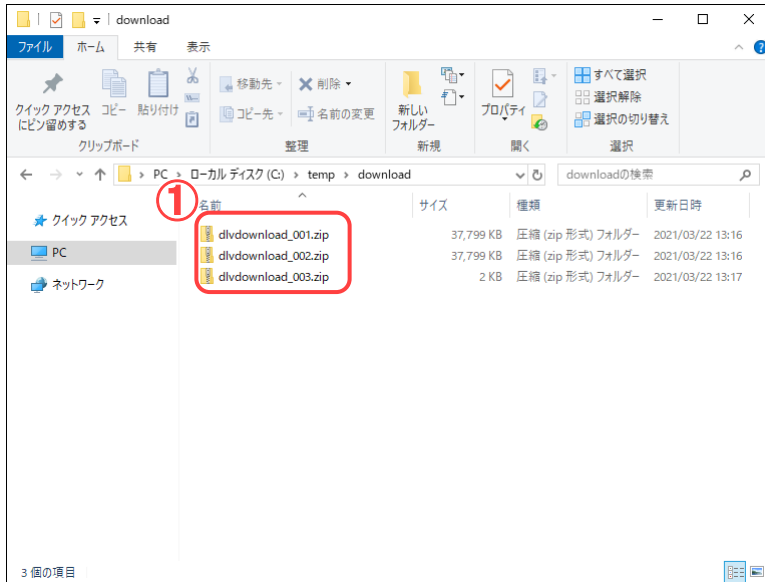 download
ファイル ホーム 共有 表示
クイック アクセス
にピン留めする
コピー
貼り付け
クリップボード
移動先
コピー先
削除
名前の変更
整理
新しい
フォルダー
新規
プロパティ
開く
すべて選択
選択解除
選択の切り替え
選択
PC › ローカル ディスク (C:) › temp › download
downloadの検索
①
クイック アクセス
PC
ネットワーク
名前 サイズ 種類 更新日時
dlvdownload_001.zip 37,799 KB 圧縮 (zip 形式) フォルダー 2021/03/22 13:16
dlvdownload_002.zip 37,799 KB 圧縮 (zip 形式) フォルダー 2021/03/22 13:16
dlvdownload_003.zip 2 KB 圧縮 (zip 形式) フォルダー 2021/03/22 13:17
3 個の項目